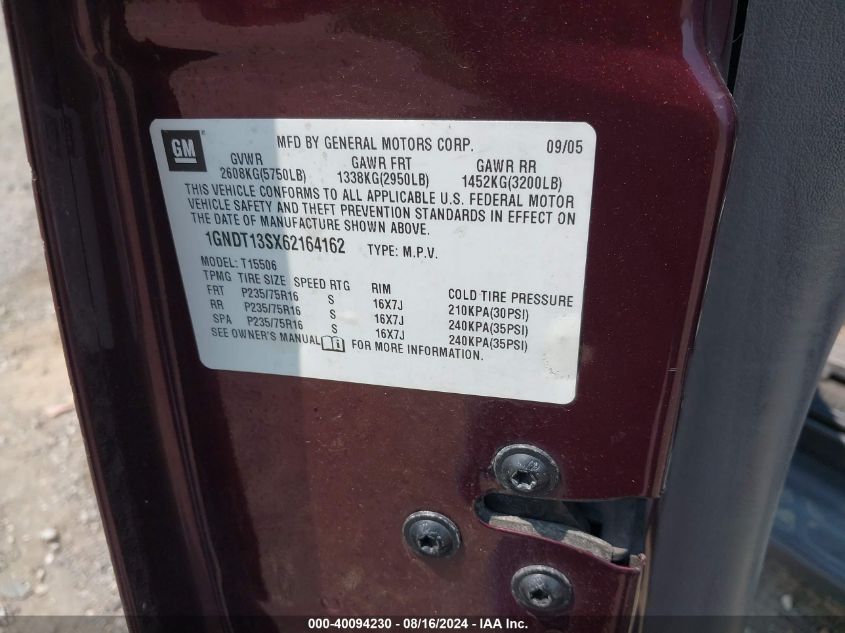 GM
MFD BY GENERAL MOTORS CORP. 09/05
GVWR GAWR FRT GAWR RR
2608KG(5750LB) 1338KG(2950LB) 1452KG(3200LB)
THIS VEHICLE CONFORMS TO ALL APPLICABLE U.S. FEDERAL MOTOR
VEHICLE SAFETY AND THEFT PREVENTION STANDARDS IN EFFECT ON
THE DATE OF MANUFACTURE SHOWN ABOVE.
1GNDT13SX62164162 TYPE: M.P.V.
MODEL: T15506
TPMG TIRE SIZE SPEED RTG RIM COLD TIRE PRESSURE
FRT P235/75R16 S 16X7J 210KPA(30PSI)
RR P235/75R16 S 16X7J 240KPA(35PSI)
SPA P235/75R16 S 16X7J 240KPA(35PSI)
SEE OWNER'S MANUAL FOR MORE INFORMATION.
000-40094230 - 08/16/2024 - IAA Inc.